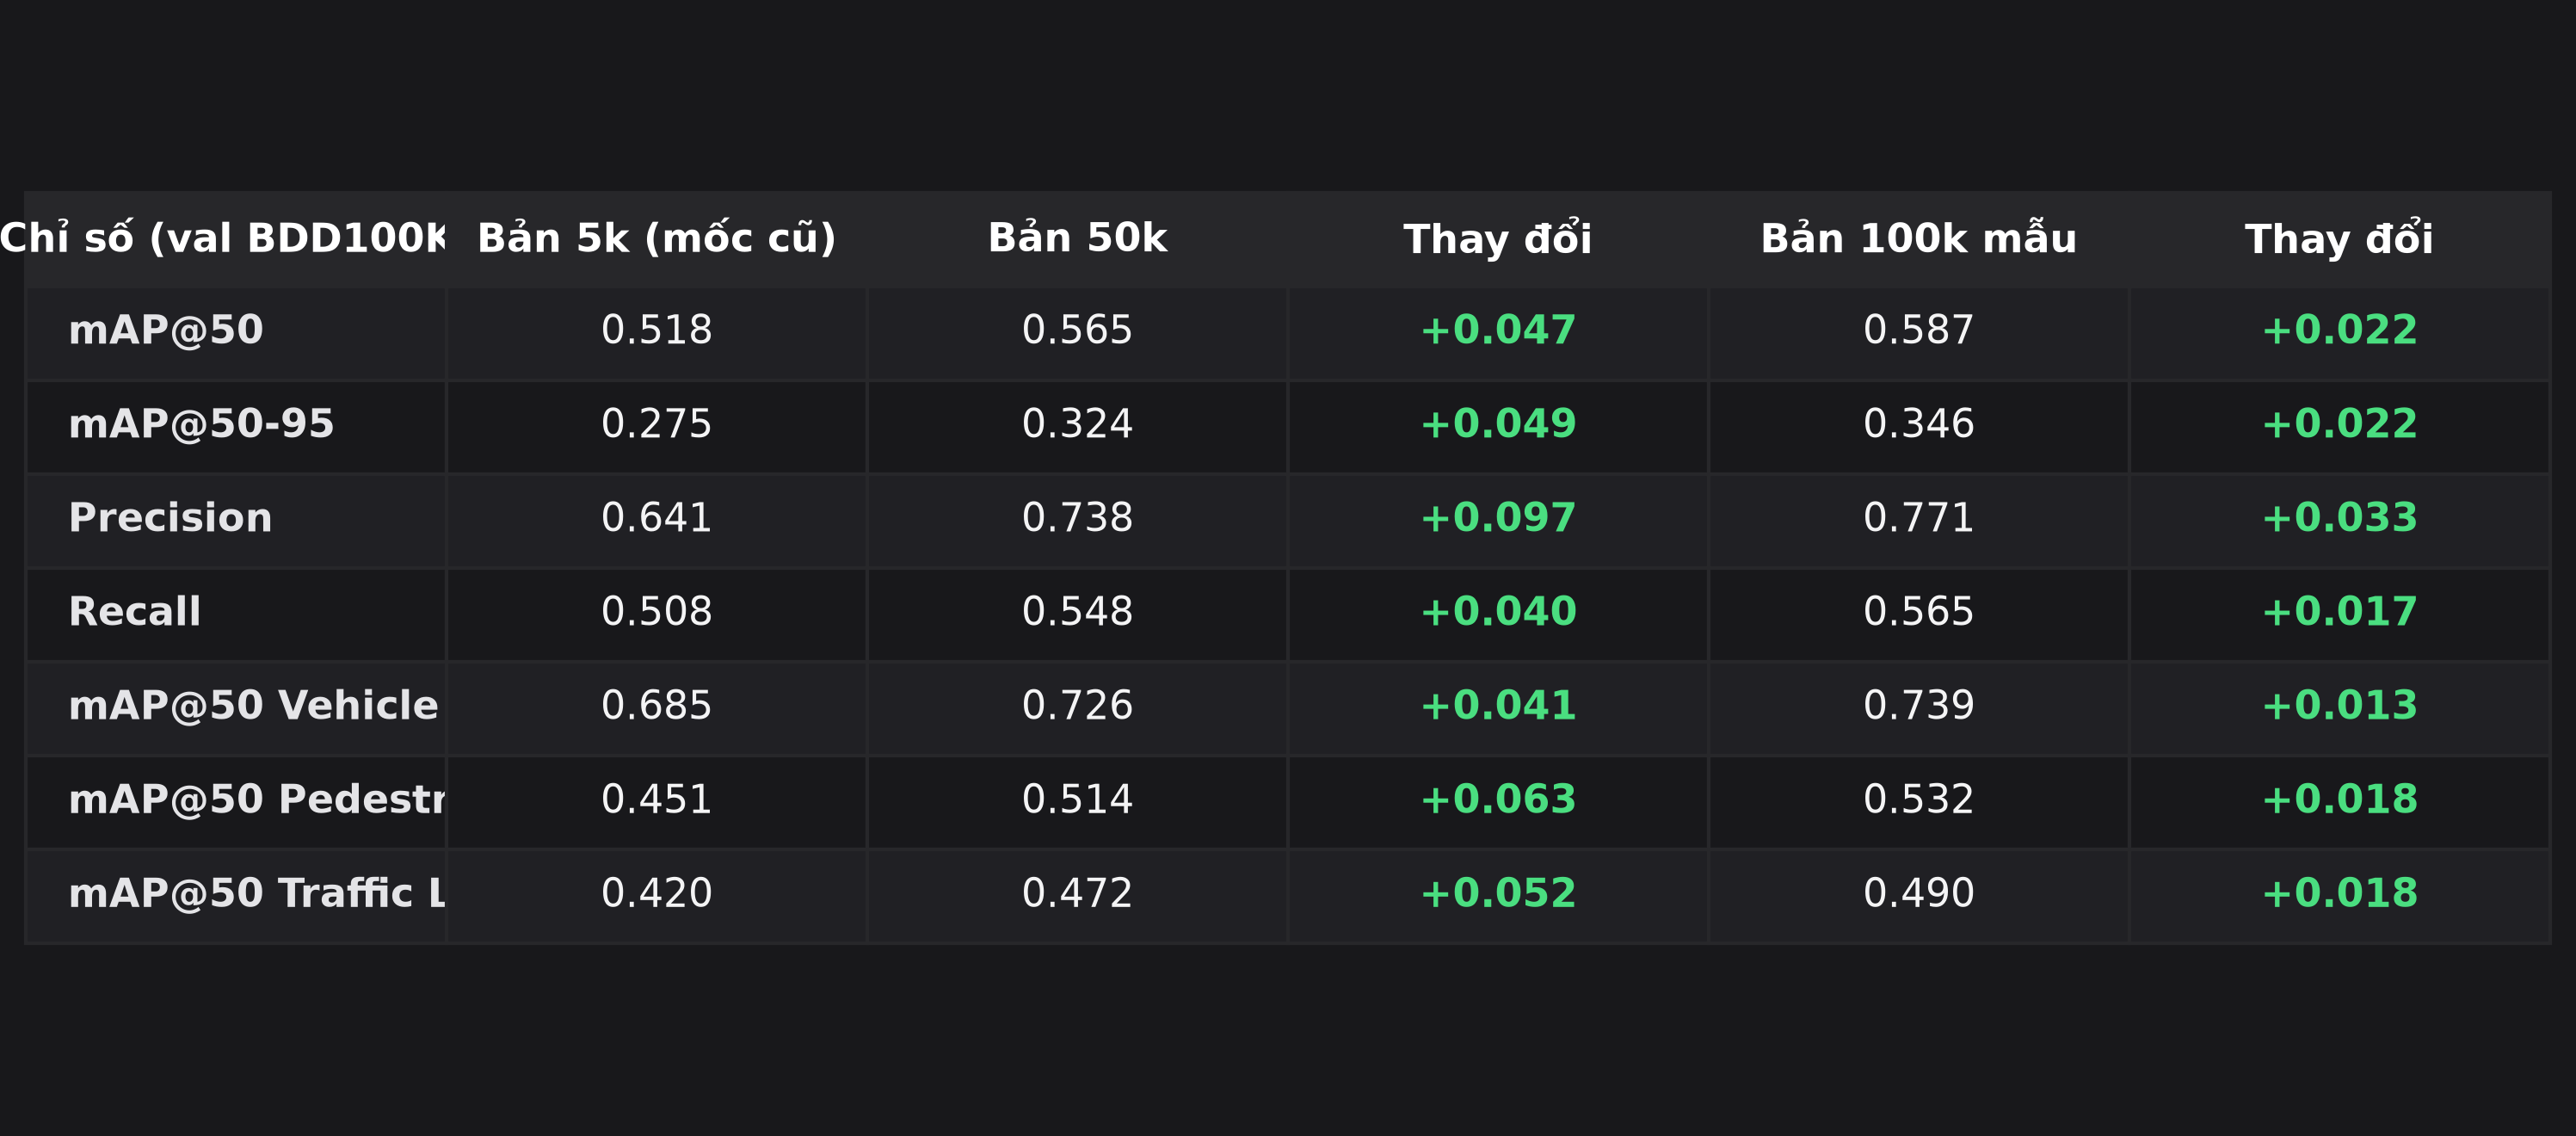 Chỉ số (val BDD100K Bản 5k (mốc cũ) Bản 50k Thay đổi Bản 100k mẫu Thay đổi
mAP@50 0.518 0.565 +0.047 0.587 +0.022
mAP@50-95 0.275 0.324 +0.049 0.346 +0.022
Precision 0.641 0.738 +0.097 0.771 +0.033
Recall 0.508 0.548 +0.040 0.565 +0.017
mAP@50 Vehicle 0.685 0.726 +0.041 0.739 +0.013
mAP@50 Pedestr 0.451 0.514 +0.063 0.532 +0.018
mAP@50 Traffic L 0.420 0.472 +0.052 0.490 +0.018